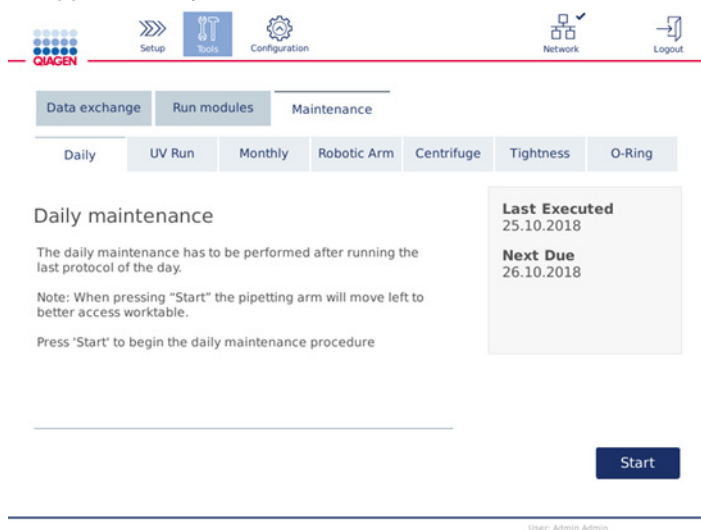 Setup
Tools
Configuration
Network
Logout
QIAGEN
Data exchange
Run modules
Maintenance
Daily
UV Run
Monthly
Robotic Arm
Centrifuge
Tightness
O-Ring
Daily maintenance
The daily maintenance has to be performed after running the
last protocol of the day.
Note: When pressing “Start” the pipetting arm will move left to
better access worktable.
Press 'Start' to begin the daily maintenance procedure
Last Executed
25.10.2018
Next Due
26.10.2018
Start
User: Admin Admin